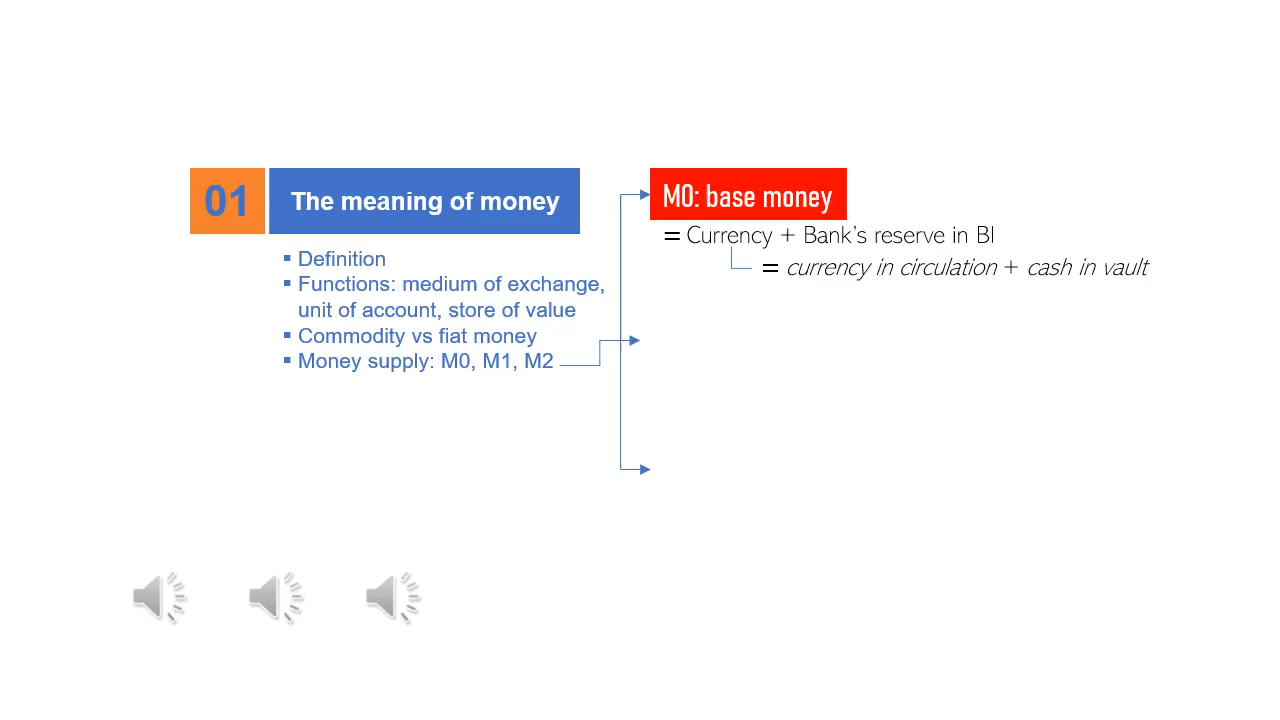 01
The meaning of money
▪ Definition
▪ Functions: medium of exchange,
unit of account, store of value
▪ Commodity vs fiat money
▪ Money supply: M0, M1, M2
M0: base money
= Currency + Bank's reserve in BI
= currency in circulation + cash in vault